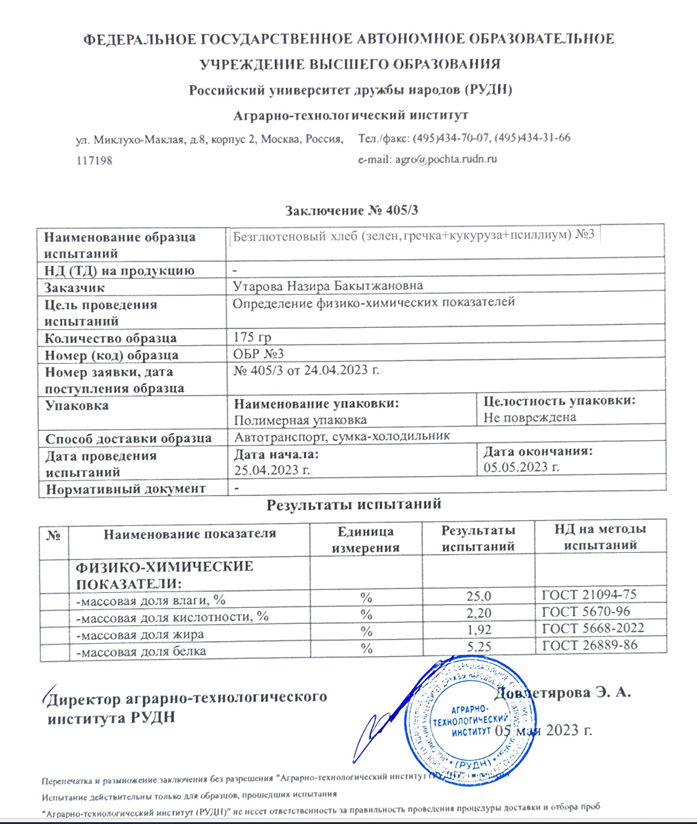 ФЕДЕРАЛЬНОЕ ГОСУДАРСТВЕННОЕ АВТОНОМНОЕ ОБРАЗОВАТЕЛЬНОЕ
УЧРЕЖДЕНИЕ ВЫСШЕГО ОБРАЗОВАНИЯ
Российский университет дружбы народов (РУДН)
Аграрно-технологический институт
ул. Миклухо-Маклая, д.8, корпус 2, Москва, Россия, Тел./факс: (495)434-70-07, (495)434-31-66
117198 e-mail: agro@pochta.rudn.ru
Заключение № 405/3
Наименование образца Безглютеновый хлеб (зелен,гречка+кукуруза+псиллиум) №3
испытаний
НД (ТД) на продукцию -
Заказчик Утарова Назира Бакытжановна
Цель проведения Определение физико-химических показателей
испытаний
Количество образца 175 гр
Номер (код) образца ОБР №3
Номер заявки, дата № 405/3 от 24.04.2023 г.
поступления образца
Упаковка Наименование упаковки: Целостность упаковки:
Полимерная упаковка Не повреждена
Способ доставки образца Автотранспорт, сумка-холодильник
Дата проведения Дата начала: Дата окончания:
испытаний 25.04.2023 г. 05.05.2023 г.
Нормативный документ -
Результаты испытаний
№ Наименование показателя Единица Результаты НД на методы
измерения испытаний испытаний
ФИЗИКО-ХИМИЧЕСКИЕ
ПОКАЗАТЕЛИ:
-массовая доля влаги, % % 25,0 ГОСТ 21094-75
-массовая доля кислотности, % % 2,20 ГОСТ 5670-96
-массовая доля жира % 1,92 ГОСТ 5668-2022
-массовая доля белка % 5.25 ГОСТ 26889-86
Директор аграрно-технологического Довлетярова Э. А.
института РУДН
АГРАРНО-
ТЕХНОЛОГИЧЕСКИЙ
ИНСТИТУТ
(РУДН)
05 мая 2023 г.
Перепечатка и размножение заключения без разрешения "Аграрно-технологический институт
Испытание действительны только для образцов, прошедших испытания
"Аграрно-технологический институт (РУДН)" не несет ответственность за правильность проведения процедуры доставки и отбора проб